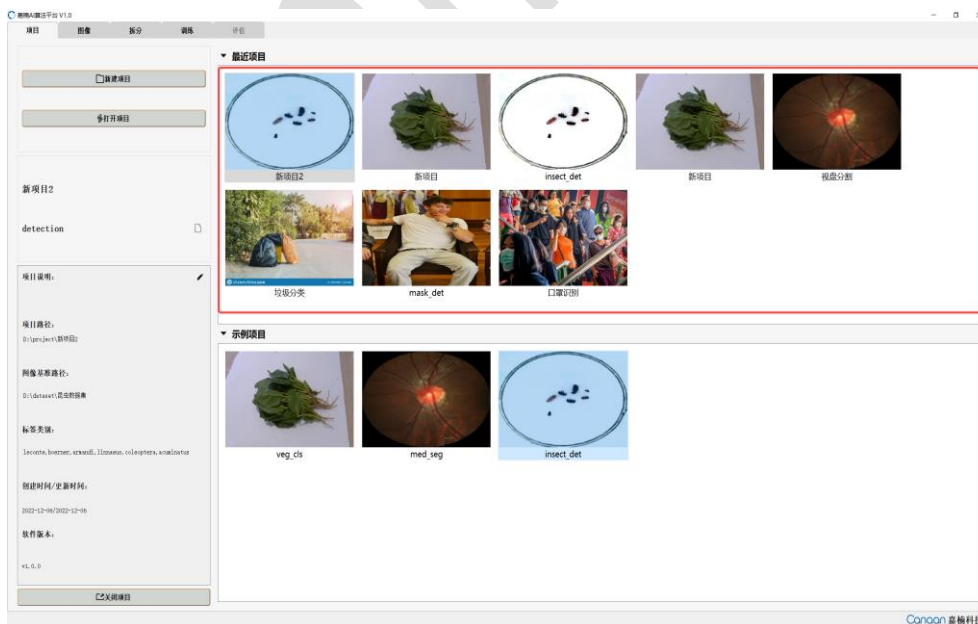 嘉楠AI算法平台 V1.0
项目 图像 拆分 训练 评估
新建项目
打开项目
新项目2
detection
项目说明:
项目路径:
D:\project\新项目2
图像基准路径:
D:\dataset\昆虫数据集
标签类别:
leconte,boerner,armandi,linnaeus,coleoptera,acuminatus
创建时间/更新时间:
2022-12-06/2022-12-06
软件版本:
v1.0.0
关闭项目
最近项目
新项目2 新项目 insect_det 新项目 视盘分割
垃圾分类 mask_det 口罩识别
示例项目
veg_cls med_seg insect_det
Canaan 嘉楠科技